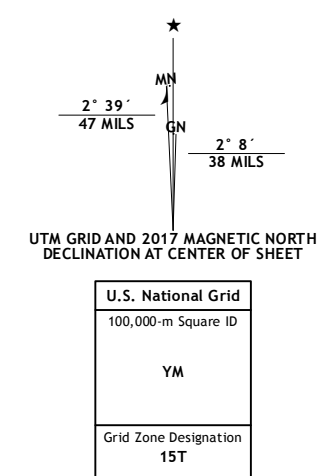 ★
MN
2° 39´
47 MILS
GN
2° 8´
38 MILS
UTM GRID AND 2017 MAGNETIC NORTH
DECLINATION AT CENTER OF SHEET
U.S. National Grid
100,000-m Square ID
YM
Grid Zone Designation
15T